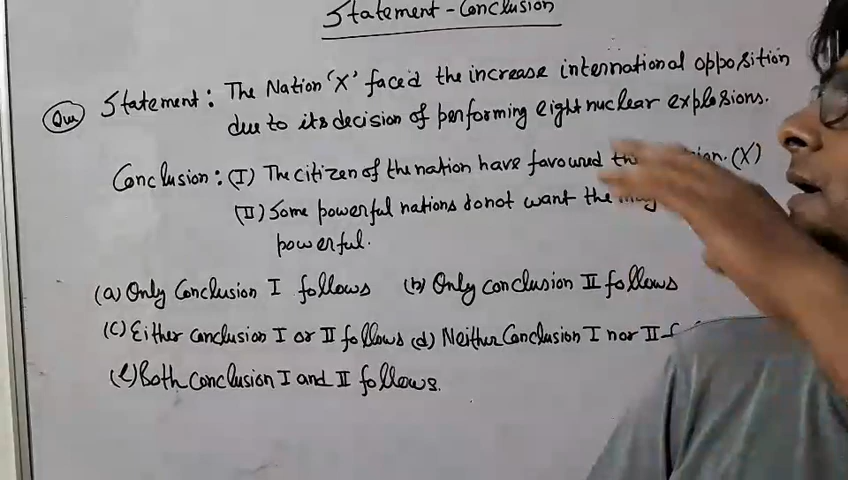 Statement-Conclusion
Que Statement: The Nation 'X' faced the increase international opposition
due to its decision of performing eight nuclear explosions.
Conclusion: (I) The citizen of the nation have favoured (X)
(II) Some powerful nations donot want the
powerful.
(a) Only Conclusion I follows (b) Only conclusion II follows
(c) Either conclusion I or II follows (d) Neither Conclusion I nor II
(e) Both Conclusion I and II follows.